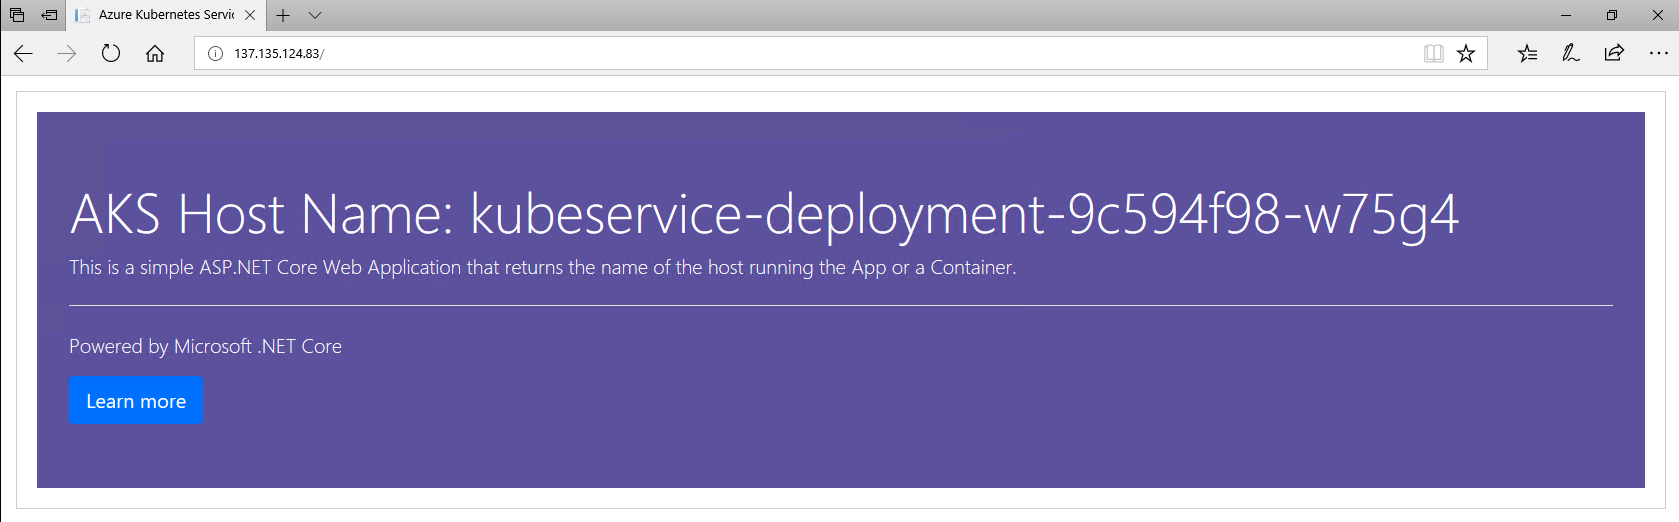 Azure Kubernetes Servic
137.135.124.83/
AKS Host Name: kubeservice-deployment-9c594f98-w75g4
This is a simple ASP.NET Core Web Application that returns the name of the host running the App or a Container.
Powered by Microsoft .NET Core
Learn more